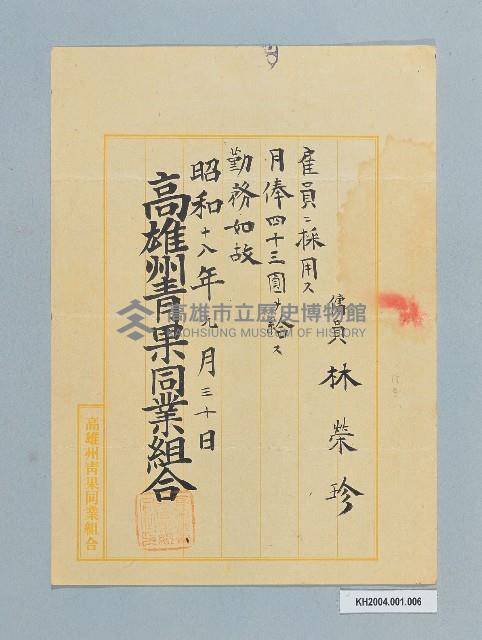 傭員 林榮珍
雇員ニ採用ス
月俸四十三圓ヲ給ス
勤務如故
昭和十八年九月三十日
高雄州青果同業組合
高雄州青果同業組合
高雄市立歷史博物館
KAOHSIUNG MUSEUM OF HISTORY
KH2004.001.006